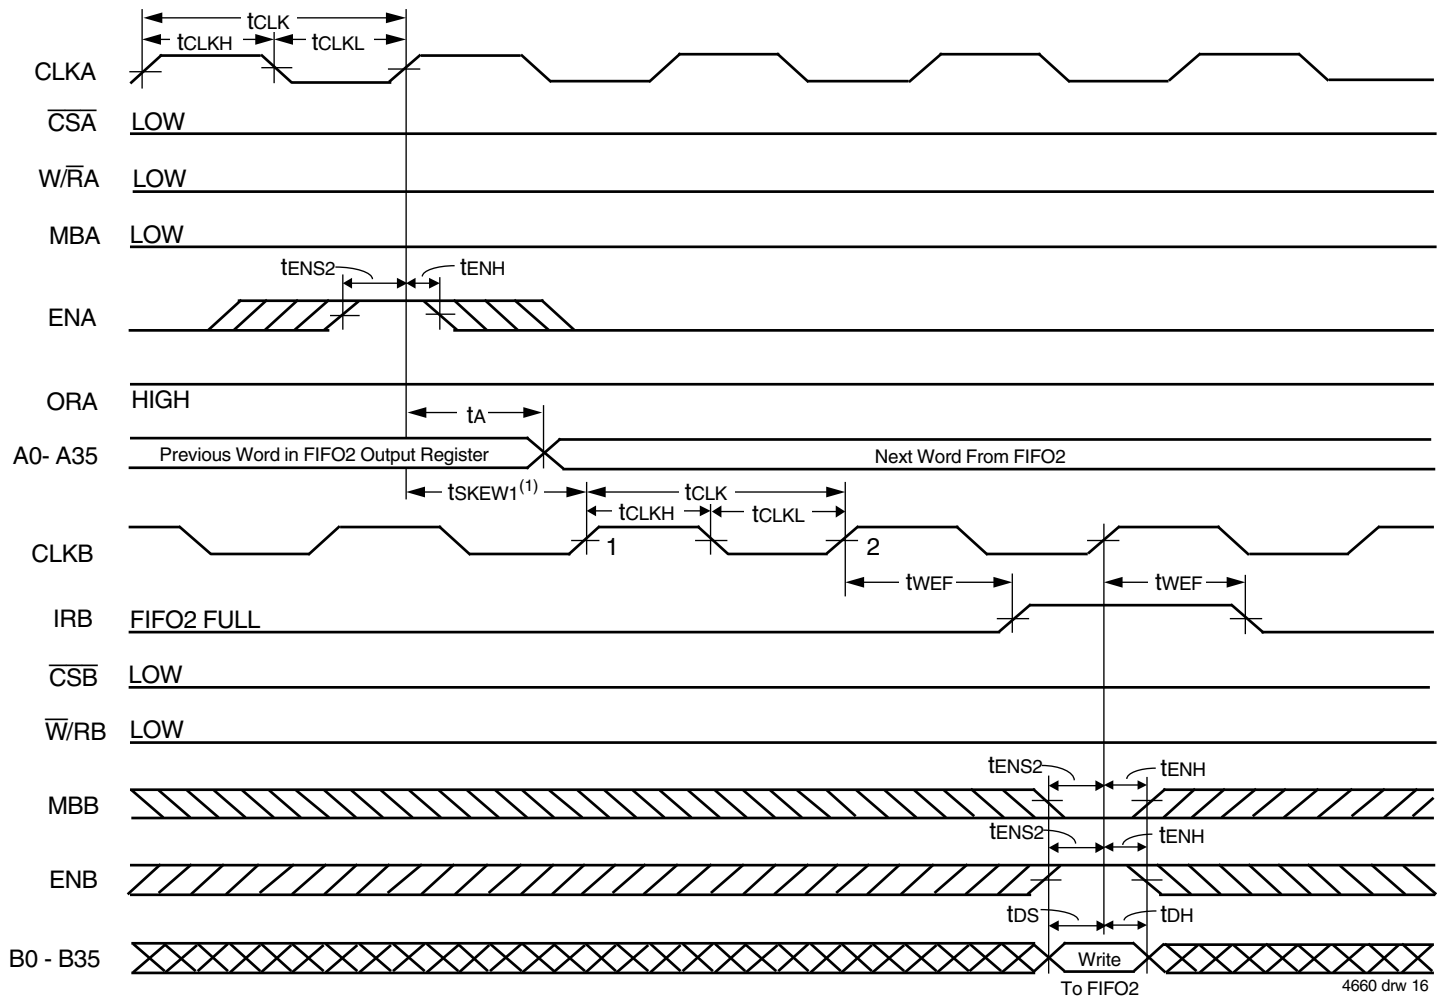 tCLK
tCLKH tCLKL
CLKA
CSA LOW
W/RA LOW
MBA LOW
tENS2 tENH
ENA
ORA HIGH
tA
A0- A35 Previous Word in FIFO2 Output Register Next Word From FIFO2
tSKEW1(1) tCLK
tCLKH tCLKL
CLKB 1 2
tWEF tWEF
IRB FIFO2 FULL
CSB LOW
W/RB LOW
tENS2 tENH
MBB
tENS2 tENH
ENB
tDS tDH
B0 - B35 Write
To FIFO2
4660 drw 16